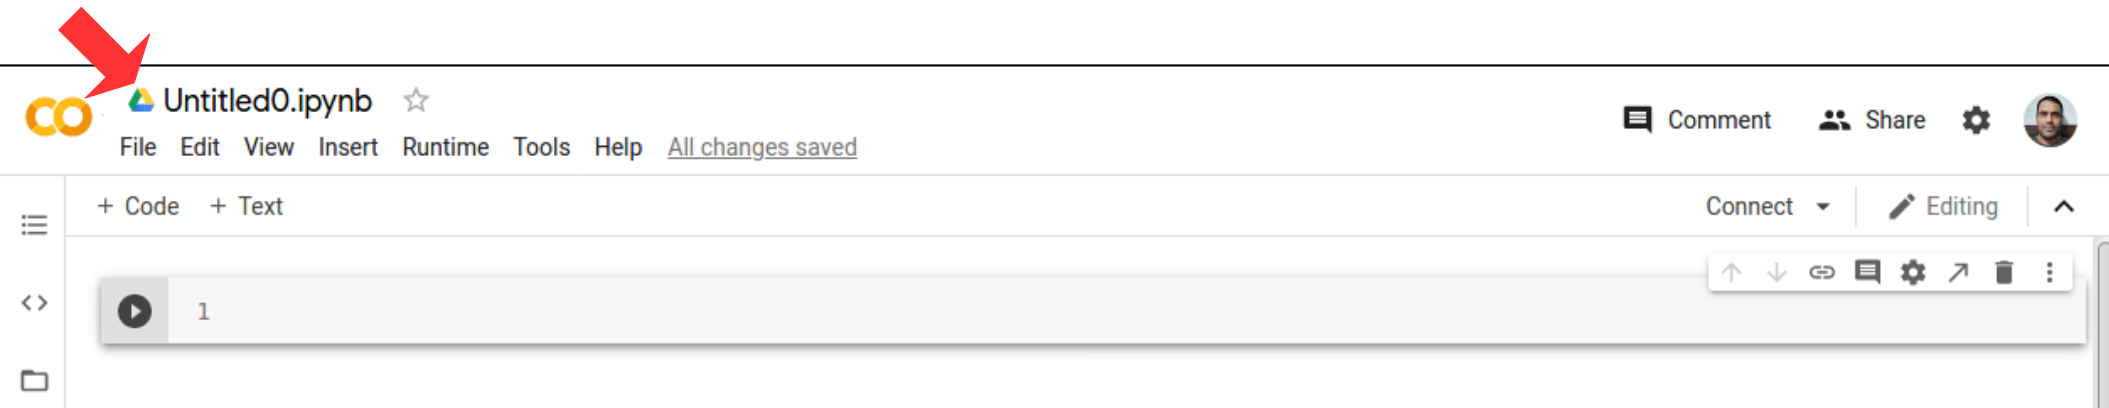 CO Untitled0.ipynb
File Edit View Insert Runtime Tools Help All changes saved
Comment Share
+ Code + Text
Connect Editing
1